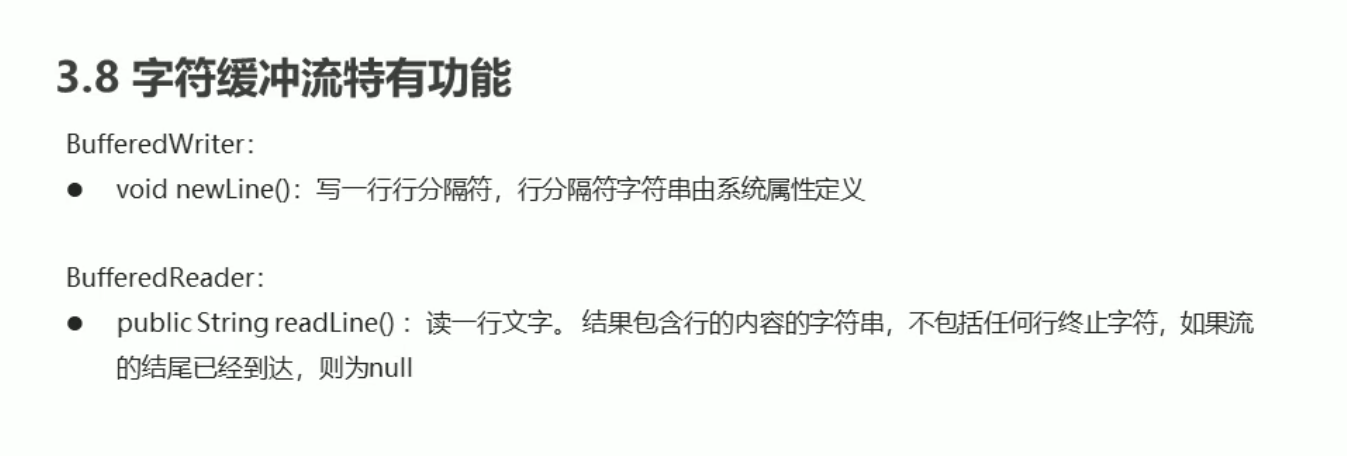 3.8 字符缓冲流特有功能
BufferedWriter：
● void newLine()：写一行行分隔符，行分隔符字符串由系统属性定义
BufferedReader：
● public String readLine() ：读一行文字。 结果包含行的内容的字符串，不包括任何行终止字符，如果流
的结尾已经到达，则为null